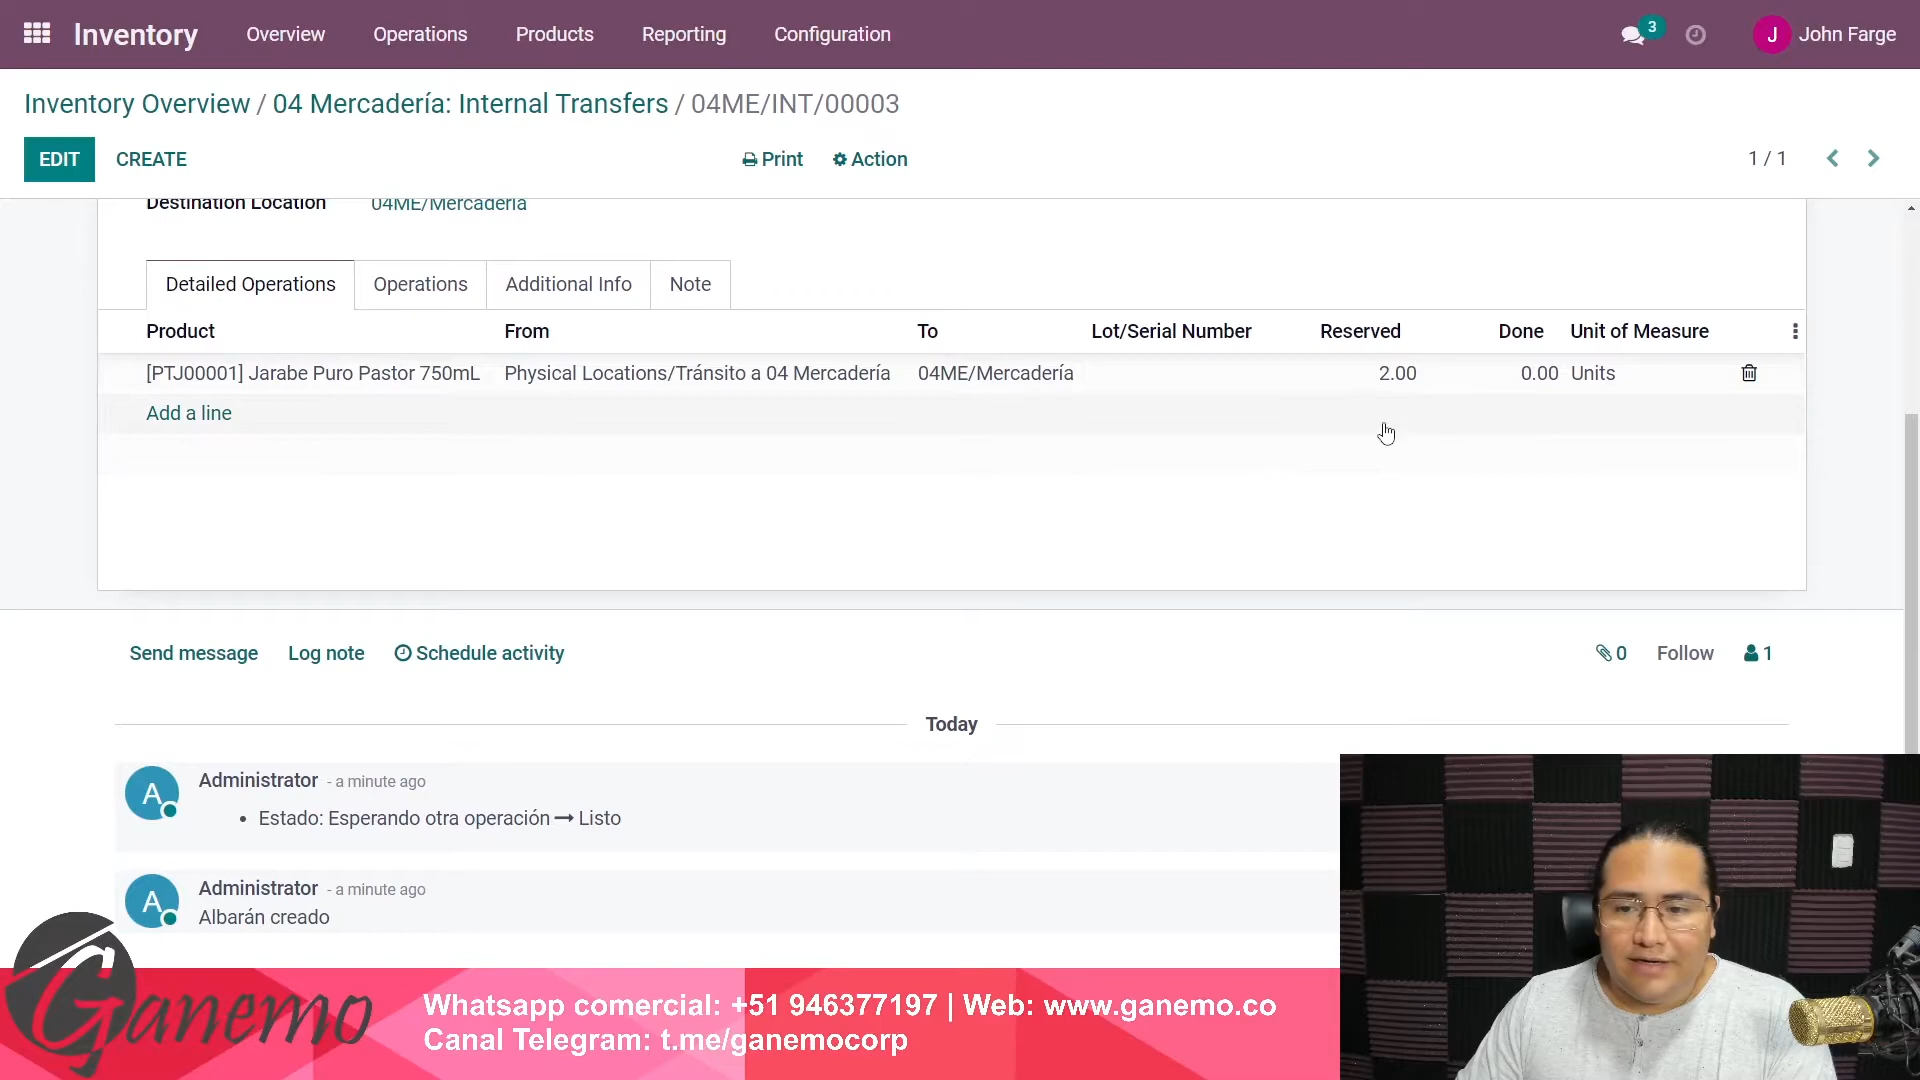 Inventory Overview Operations Products Reporting Configuration 3 J John Farge
Inventory Overview / 04 Mercadería: Internal Transfers / 04ME/INT/00003
EDIT CREATE Print Action 1 / 1
Destination Location 04ME/Mercadería
Detailed Operations Operations Additional Info Note
Product From To Lot/Serial Number Reserved Done Unit of Measure
[PTJ00001] Jarabe Puro Pastor 750mL Physical Locations/Tránsito a 04 Mercadería 04ME/Mercadería 2.00 0.00 Units
Add a line
Send message Log note Schedule activity 0 Follow 1
Today
A Administrator - a minute ago
• Estado: Esperando otra operación → Listo
A Administrator - a minute ago
Albarán creado
Ganemo
Whatsapp comercial: +51 946377197 | Web: www.ganemo.co
Canal Telegram: t.me/ganemocorp